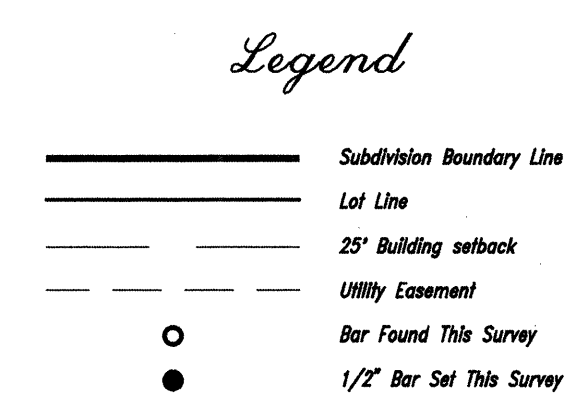 Legend
Subdivision Boundary Line
Lot Line
25' Building setback
Utility Easement
Bar Found This Survey
1/2" Bar Set This Survey